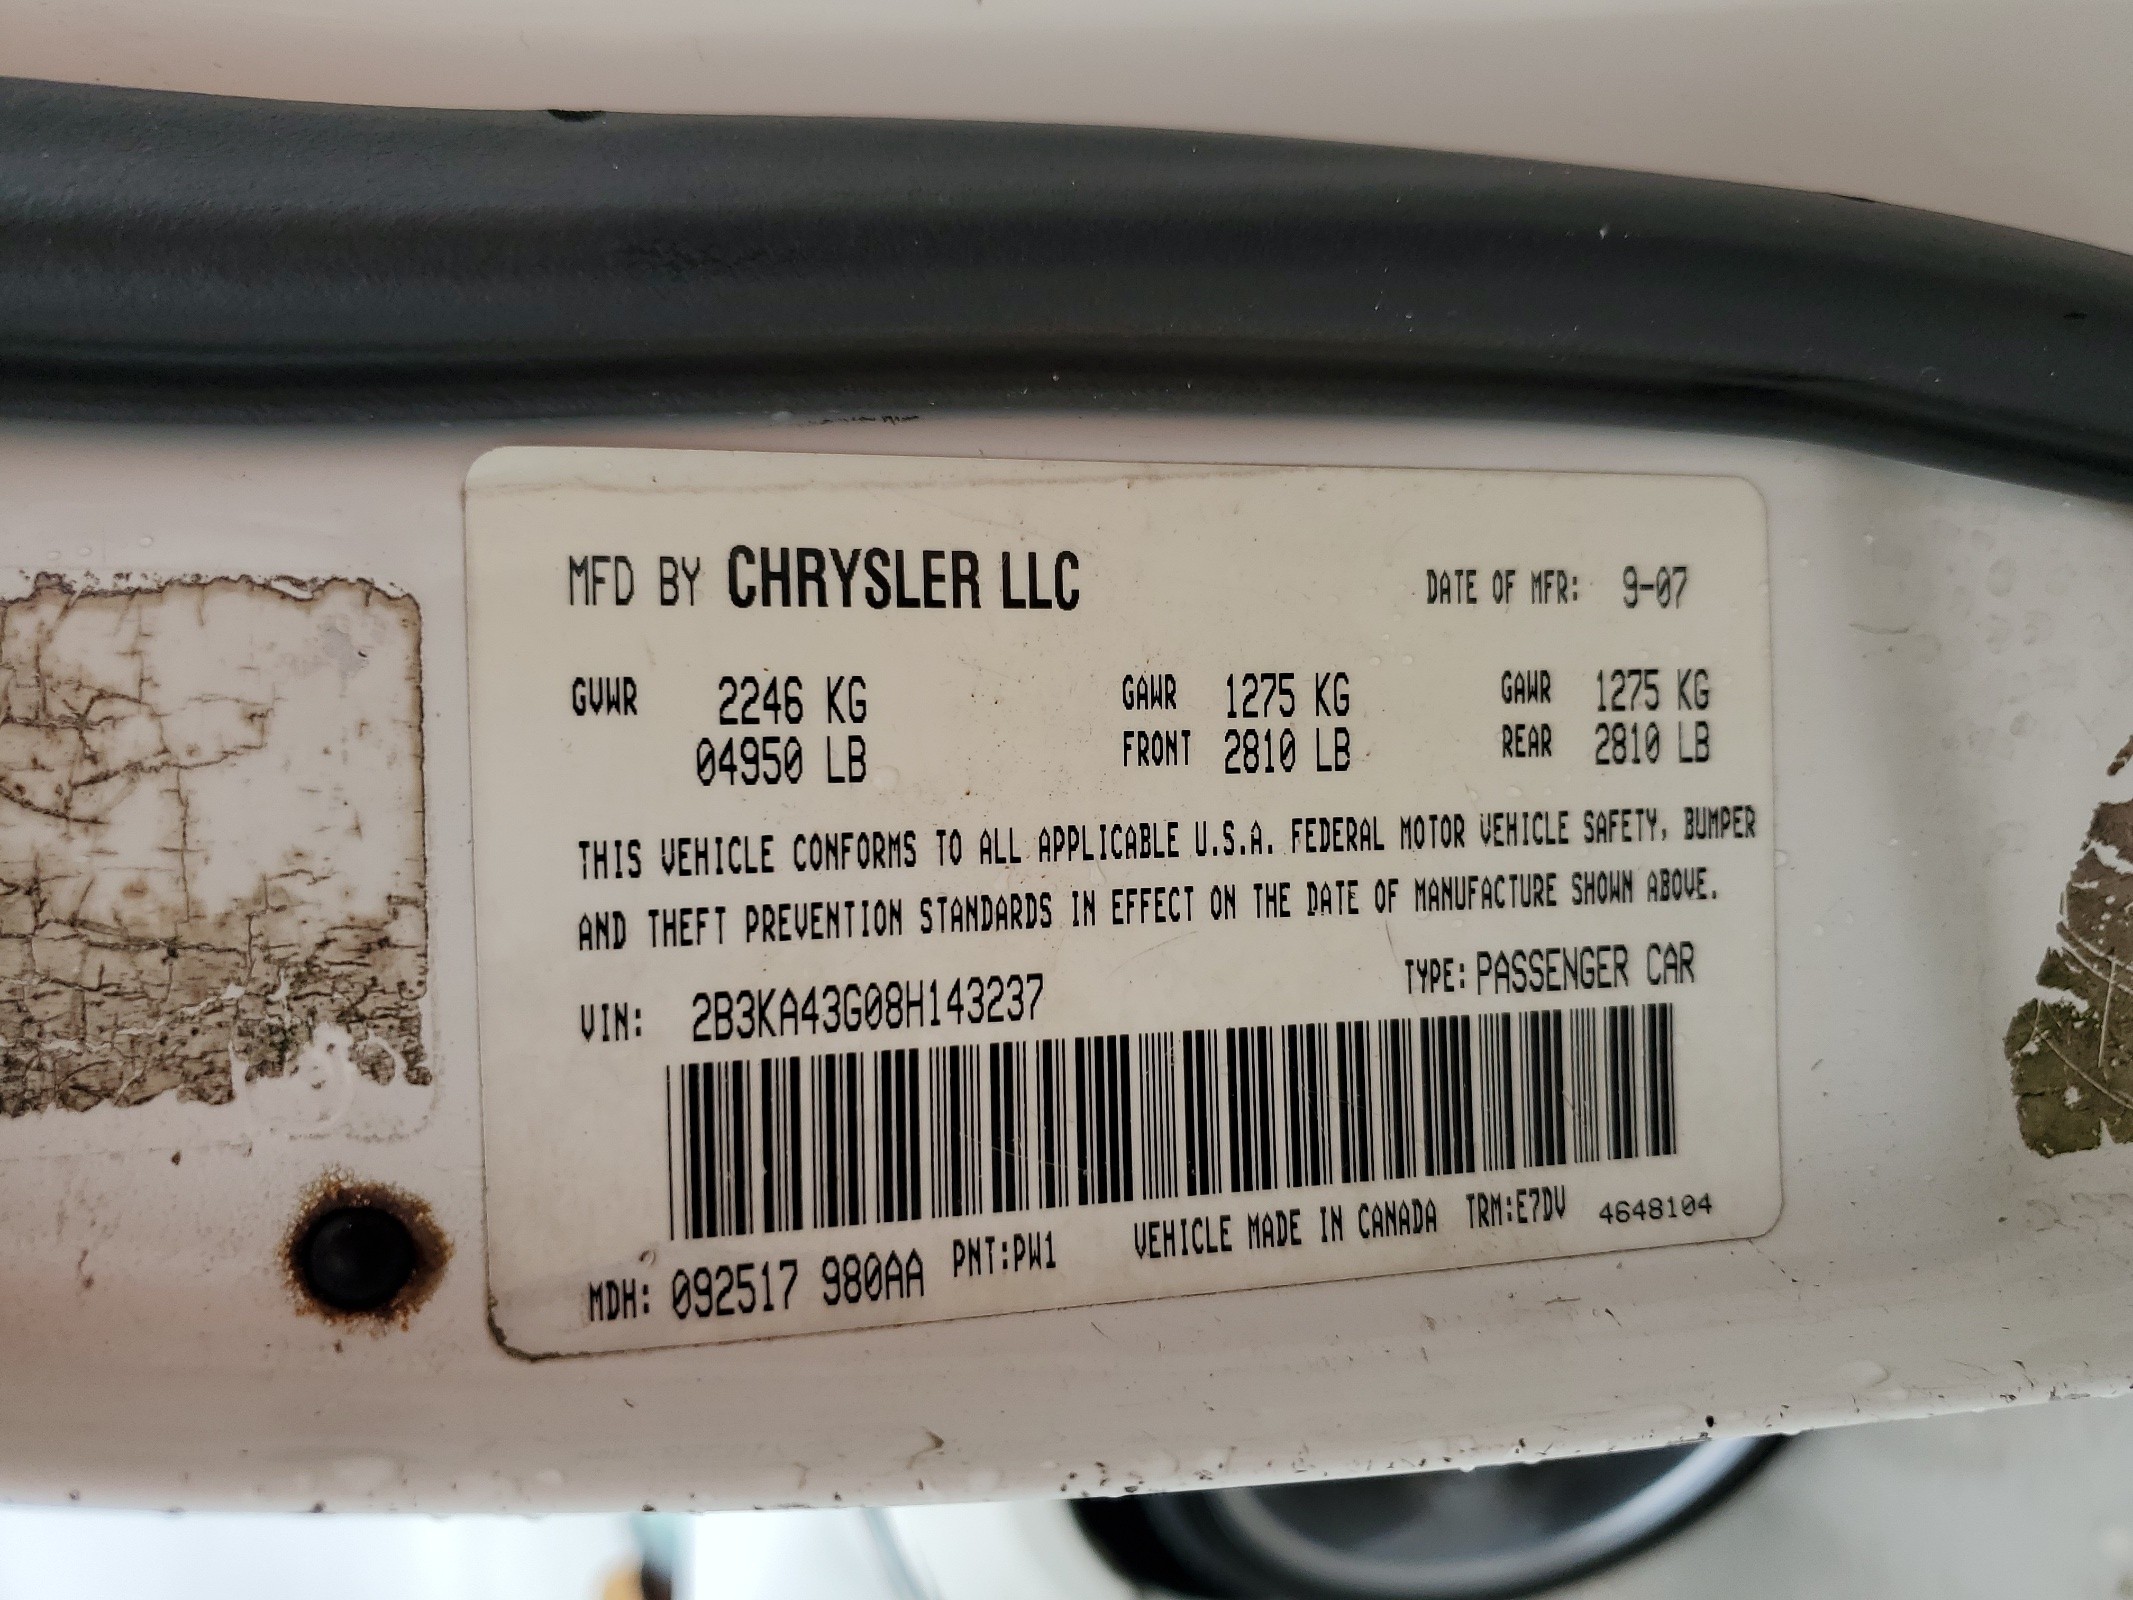 MFD BY CHRYSLER LLC DATE OF MFR: 9-07
GVWR 2246 KG GAWR 1275 KG GAWR 1275 KG
04950 LB FRONT 2810 LB REAR 2810 LB
THIS VEHICLE CONFORMS TO ALL APPLICABLE U.S.A. FEDERAL MOTOR VEHICLE SAFETY, BUMPER
AND THEFT PREVENTION STANDARDS IN EFFECT ON THE DATE OF MANUFACTURE SHOWN ABOVE.
VIN: 2B3KA43G08H143237 TYPE: PASSENGER CAR
MDH: 092517 980AA PNT:PW1 VEHICLE MADE IN CANADA TRM:E7DV 4648104